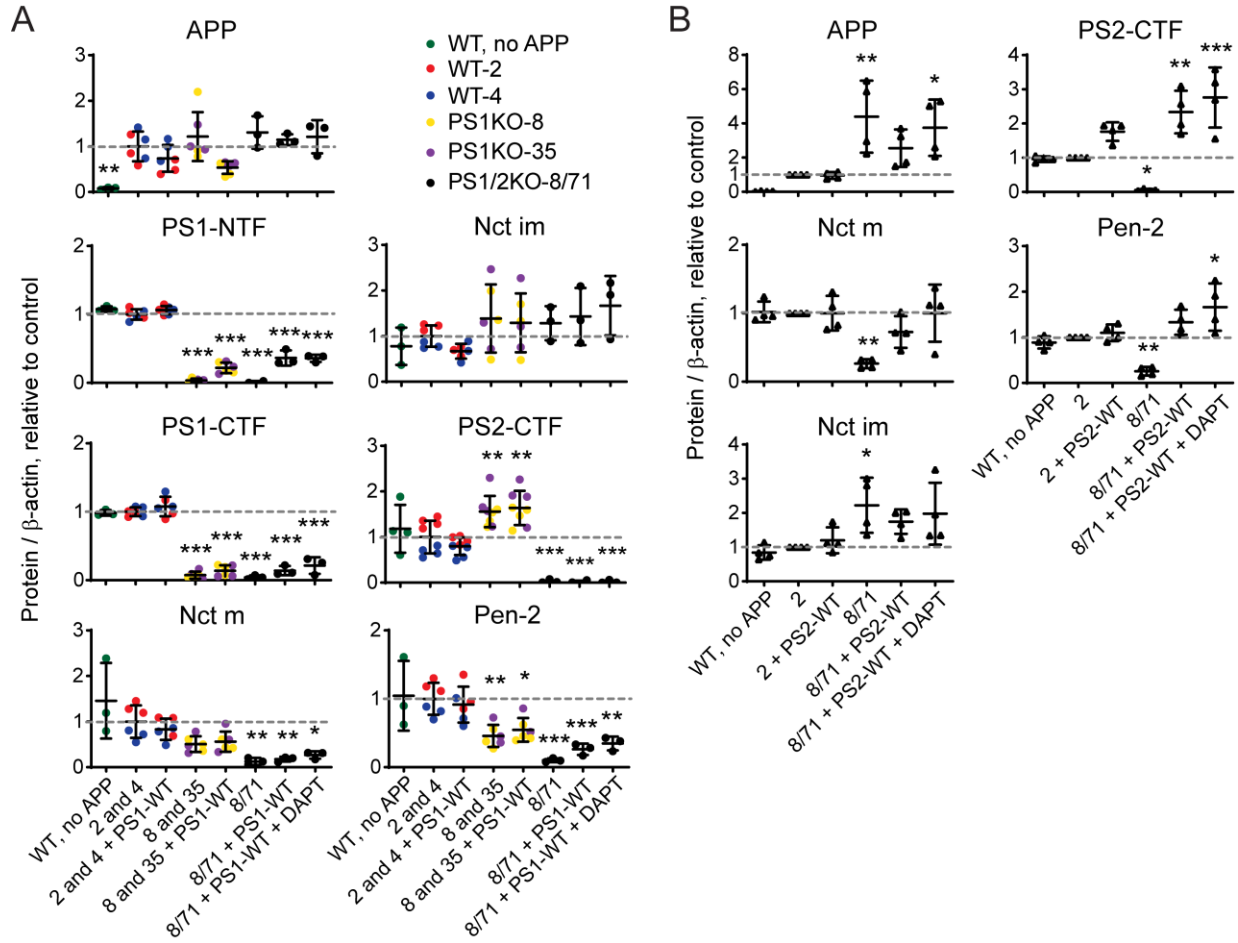 A
APP
3
2
1
0
**
WT, no APP
WT-2
WT-4
PS1KO-8
PS1KO-35
PS1/2KO-8/71
Protein / β-actin, relative to control
PS1-NTF
2
1
0
*** *** *** *** ***
Nct im
3
2
1
0
PS1-CTF
2
1
0
*** *** *** *** ***
PS2-CTF
3
2
1
0
** ** *** *** ***
Nct m
3
2
1
0
** ** *
Pen-2
2
1
0
** * *** *** **
WT, no APP
2 and 4
2 and 4 + PS1-WT
8 and 35
8 and 35 + PS1-WT
8/71
8/71 + PS1-WT
8/71 + PS1-WT + DAPT
WT, no APP
2 and 4
2 and 4 + PS1-WT
8 and 35
8 and 35 + PS1-WT
8/71
8/71 + PS1-WT
8/71 + PS1-WT + DAPT
B
Protein / β-actin, relative to control
APP
8
6
4
2
1
0
** *
PS2-CTF
4
3
2
1
0
* ** ***
Nct m
2
1
0
**
Pen-2
3
2
1
0
** *
WT, no APP
2
2 + PS2-WT
8/71
8/71 + PS2-WT
8/71 + PS2-WT + DAPT
Nct im
4
3
2
1
0
*
WT, no APP
2
2 + PS2-WT
8/71
8/71 + PS2-WT
8/71 + PS2-WT + DAPT